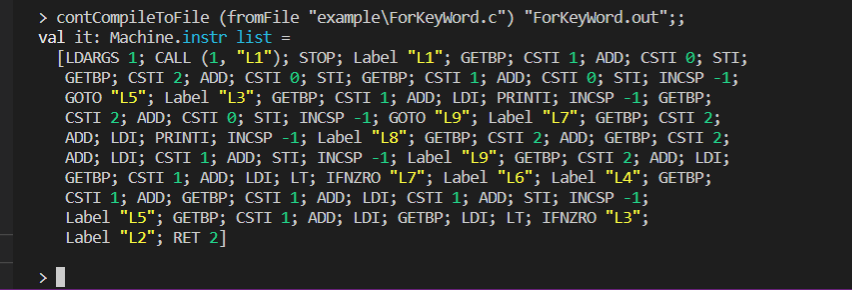 > contCompileToFile (fromFile "example\ForKeyWord.c") "ForKeyWord.out";;
val it: Machine.instr list =
[LDARGS 1; CALL (1, "L1"); STOP; Label "L1"; GETBP; CSTI 1; ADD; CSTI 0; STI;
GETBP; CSTI 2; ADD; CSTI 0; STI; GETBP; CSTI 1; ADD; CSTI 0; STI; INCSP -1;
GOTO "L5"; Label "L3"; GETBP; CSTI 1; ADD; LDI; PRINTI; INCSP -1; GETBP;
CSTI 2; ADD; CSTI 0; STI; INCSP -1; GOTO "L9"; Label "L7"; GETBP; CSTI 2;
ADD; LDI; PRINTI; INCSP -1; Label "L8"; GETBP; CSTI 2; ADD; GETBP; CSTI 2;
ADD; LDI; CSTI 1; ADD; STI; INCSP -1; Label "L9"; GETBP; CSTI 2; ADD; LDI;
GETBP; CSTI 1; ADD; LDI; LT; IFNZRO "L7"; Label "L6"; Label "L4"; GETBP;
CSTI 1; ADD; GETBP; CSTI 1; ADD; LDI; CSTI 1; ADD; STI; INCSP -1;
Label "L5"; GETBP; CSTI 1; ADD; LDI; GETBP; LDI; LT; IFNZRO "L3";
Label "L2"; RET 2]
>